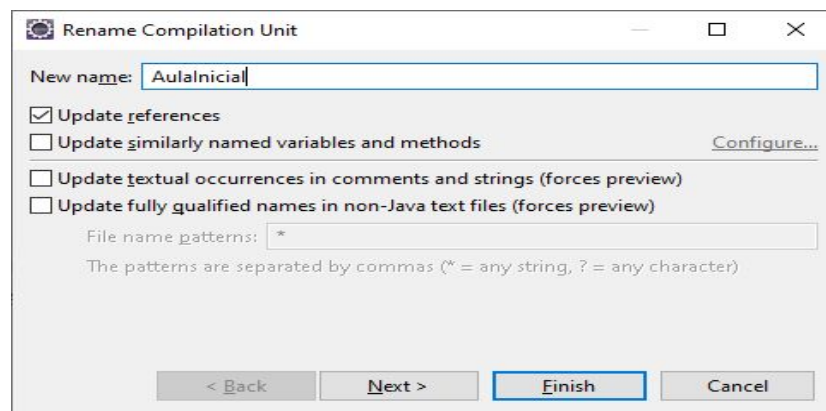 Rename Compilation Unit
New name: AulaInicial
Update references
Update similarly named variables and methods Configure...
Update textual occurrences in comments and strings (forces preview)
Update fully qualified names in non-Java text files (forces preview)
File name patterns: *
The patterns are separated by commas (* = any string, ? = any character)
< Back Next > Finish Cancel